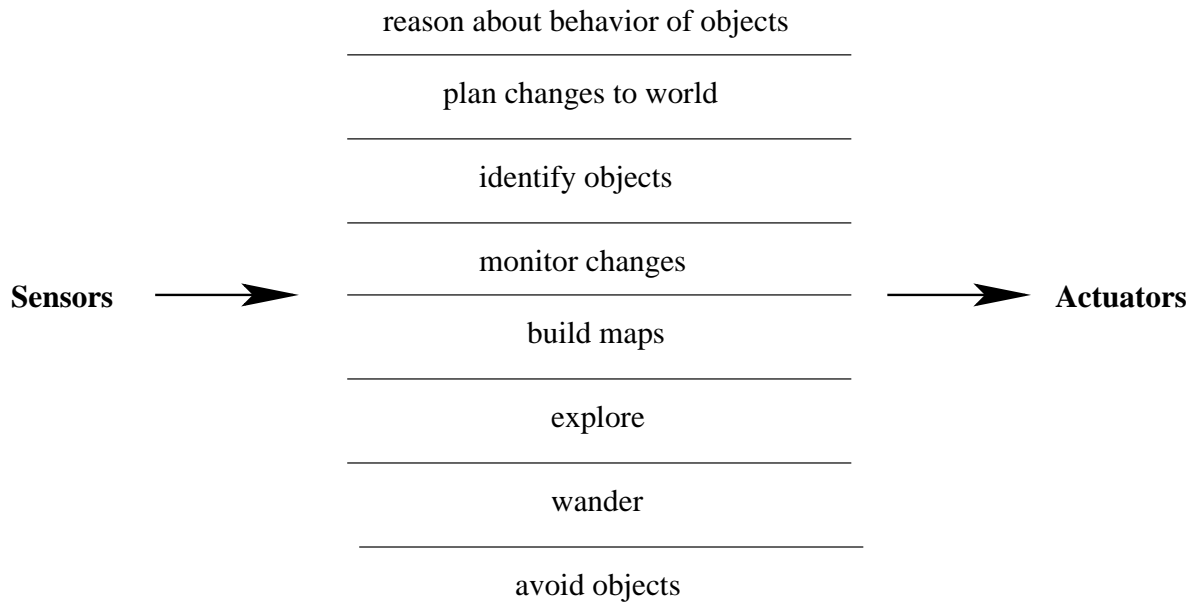 reason about behavior of objects
plan changes to world
identify objects
monitor changes
Sensors
Actuators
build maps
explore
wander
avoid objects